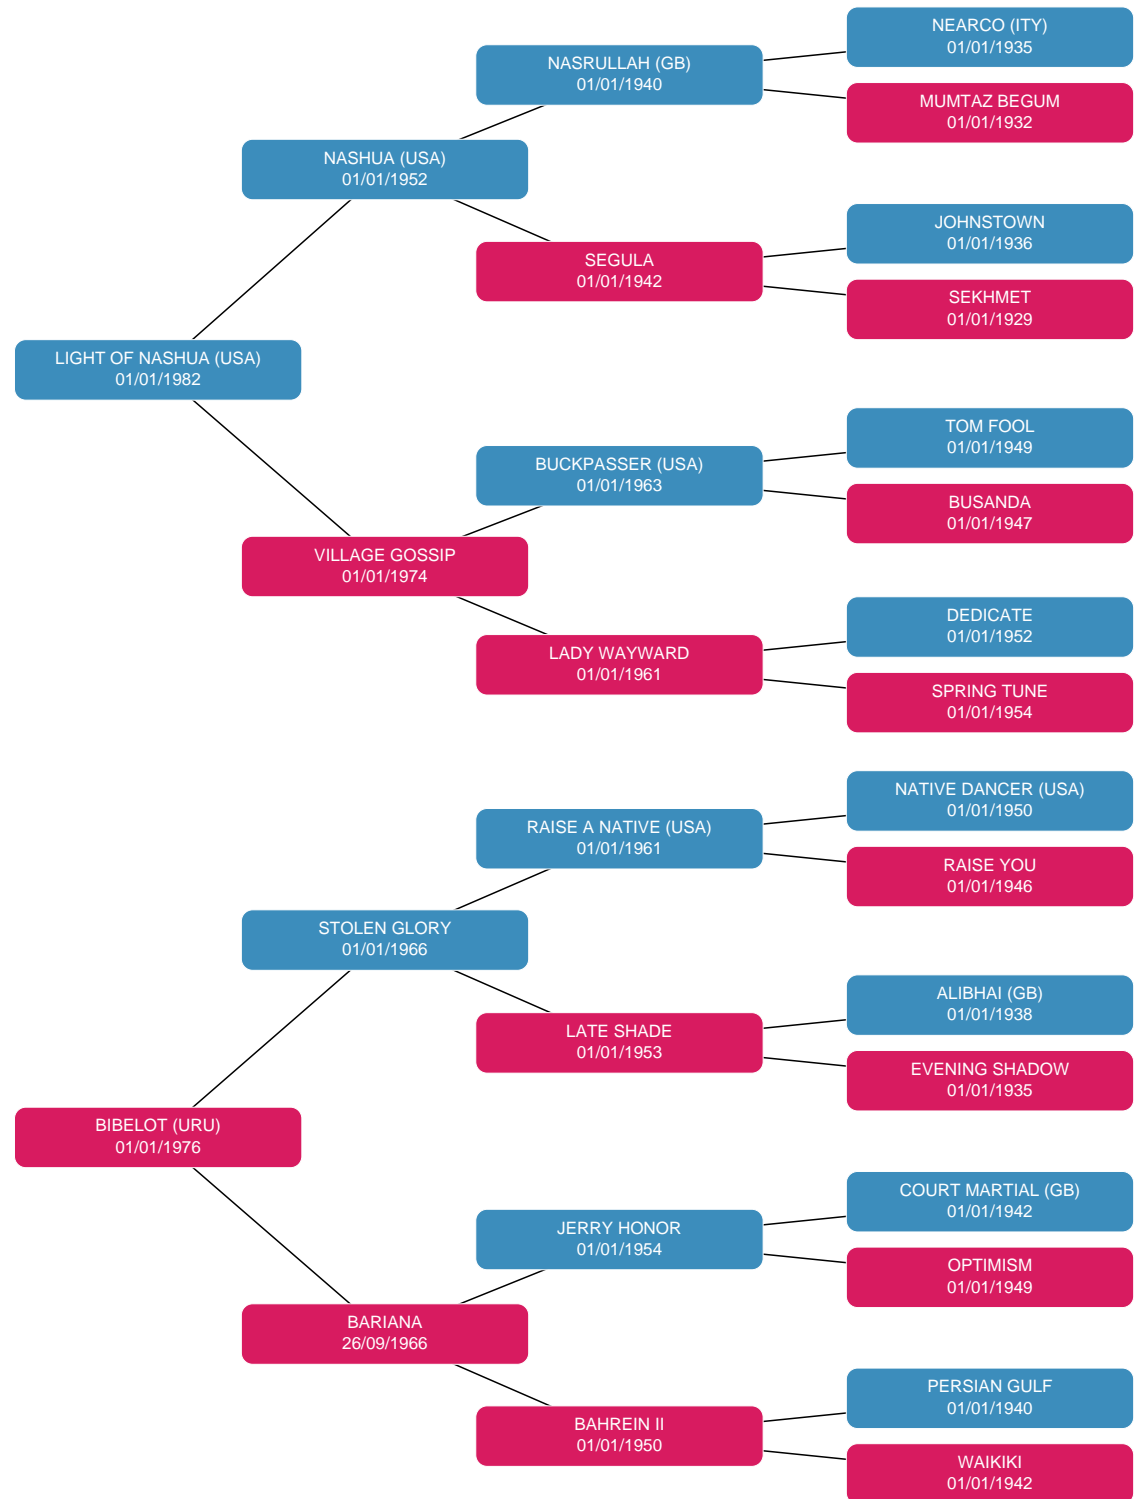 NEARCO (ITY)
01/01/1935
NASRULLAH (GB)
01/01/1940
MUMTAZ BEGUM
01/01/1932
NASHUA (USA)
01/01/1952
JOHNSTOWN
01/01/1936
SEGULA
01/01/1942
SEKHMET
01/01/1929
LIGHT OF NASHUA (USA)
01/01/1982
TOM FOOL
01/01/1949
BUCKPASSER (USA)
01/01/1963
BUSANDA
01/01/1947
VILLAGE GOSSIP
01/01/1974
DEDICATE
01/01/1952
LADY WAYWARD
01/01/1961
SPRING TUNE
01/01/1954
NATIVE DANCER (USA)
01/01/1950
RAISE A NATIVE (USA)
01/01/1961
RAISE YOU
01/01/1946
STOLEN GLORY
01/01/1966
ALIBHAI (GB)
01/01/1938
LATE SHADE
01/01/1953
EVENING SHADOW
01/01/1935
BIBELOT (URU)
01/01/1976
COURT MARTIAL (GB)
01/01/1942
JERRY HONOR
01/01/1954
OPTIMISM
01/01/1949
BARIANA
26/09/1966
PERSIAN GULF
01/01/1940
BAHREIN II
01/01/1950
WAIKIKI
01/01/1942